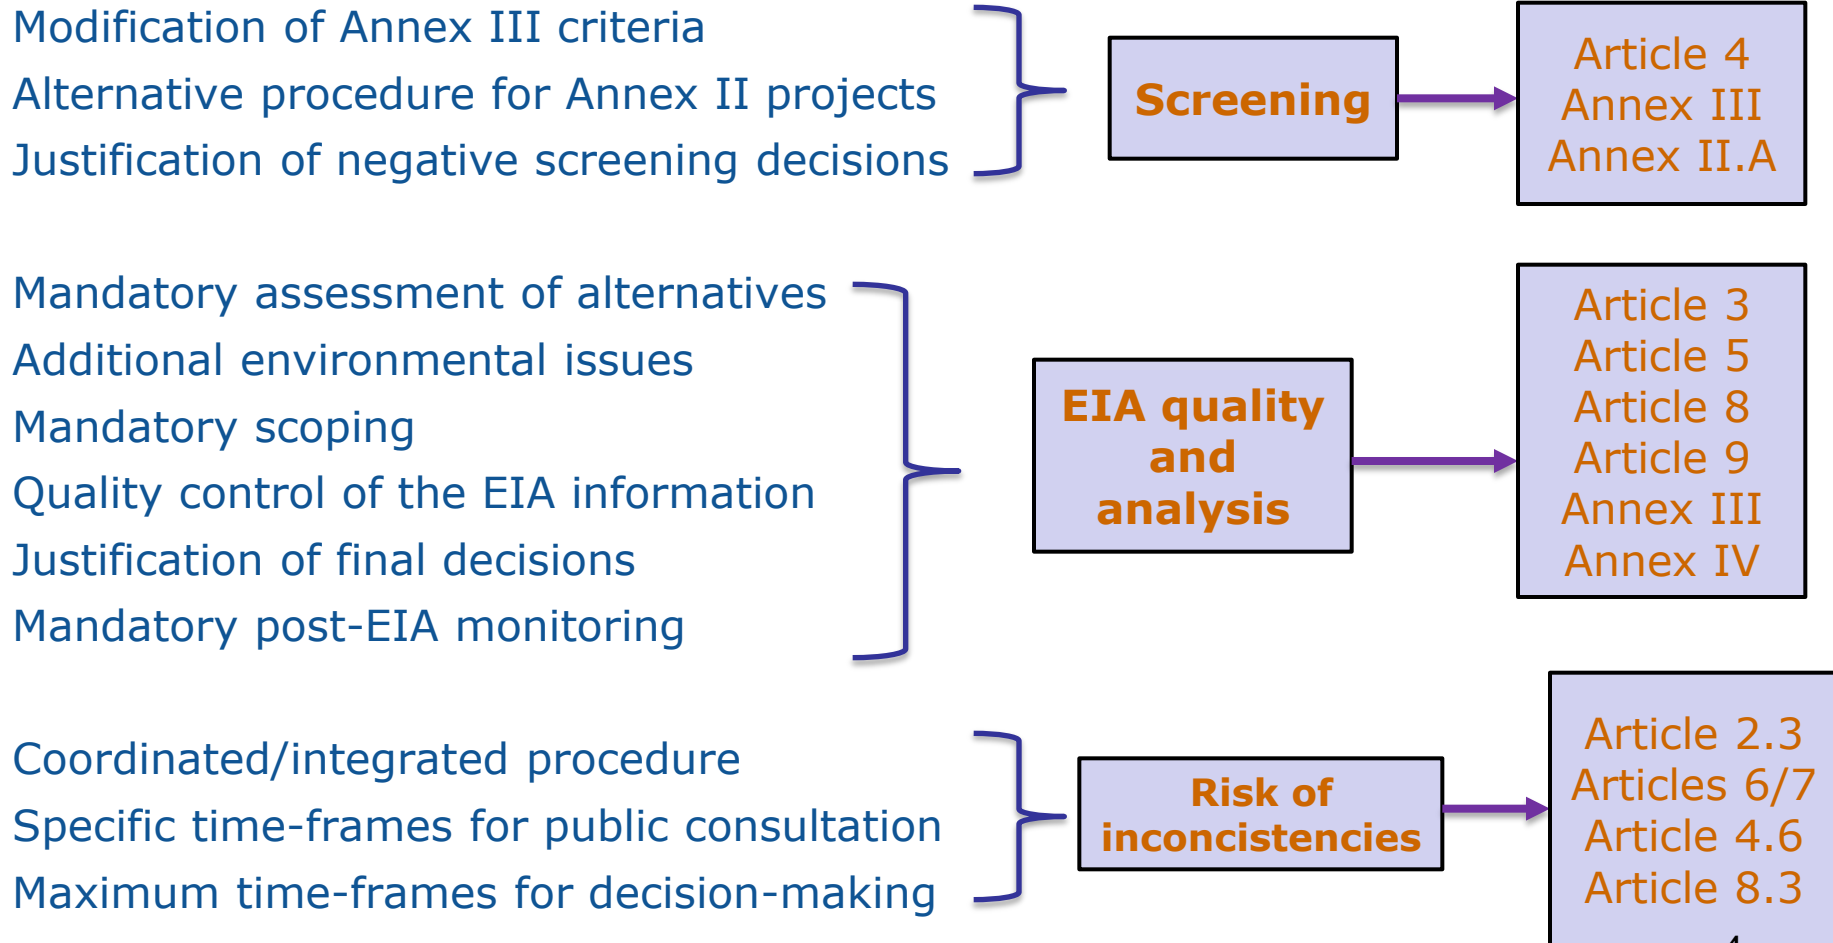 Modification of Annex III criteria
Alternative procedure for Annex II projects
Justification of negative screening decisions
Screening
Article 4
Annex III
Annex II.A
Mandatory assessment of alternatives
Additional environmental issues
Mandatory scoping
Quality control of the EIA information
Justification of final decisions
Mandatory post-EIA monitoring
EIA quality
and
analysis
Article 3
Article 5
Article 8
Article 9
Annex III
Annex IV
Coordinated/integrated procedure
Specific time-frames for public consultation
Maximum time-frames for decision-making
Risk of
inconcistencies
Article 2.3
Articles 6/7
Article 4.6
Article 8.3